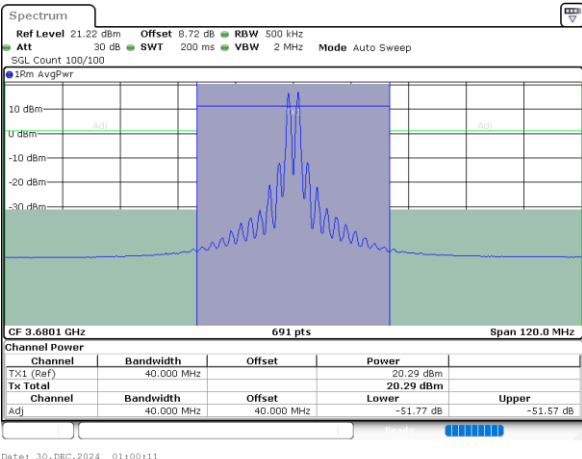 Spectrum
Ref Level 21.22 dBm Offset 8.72 dB RBW 500 kHz
Att 30 dB SWT 200 ms VBW 2 MHz Mode Auto Sweep
SGL Count 100/100
1Rm AvgPwr
10 dBm
0 dBm
Adj Adj
-10 dBm
-20 dBm
-30 dBm
CF 3.6801 GHz 691 pts Span 120.0 MHz
Channel Power
Channel Bandwidth Offset Power
TX1 (Ref) 40.000 MHz 20.29 dBm
Tx Total 20.29 dBm
Channel Bandwidth Offset Lower Upper
Adj 40.000 MHz 40.000 MHz -51.77 dB -51.57 dB
Ready
Date: 30.DEC.2024 01:00:11